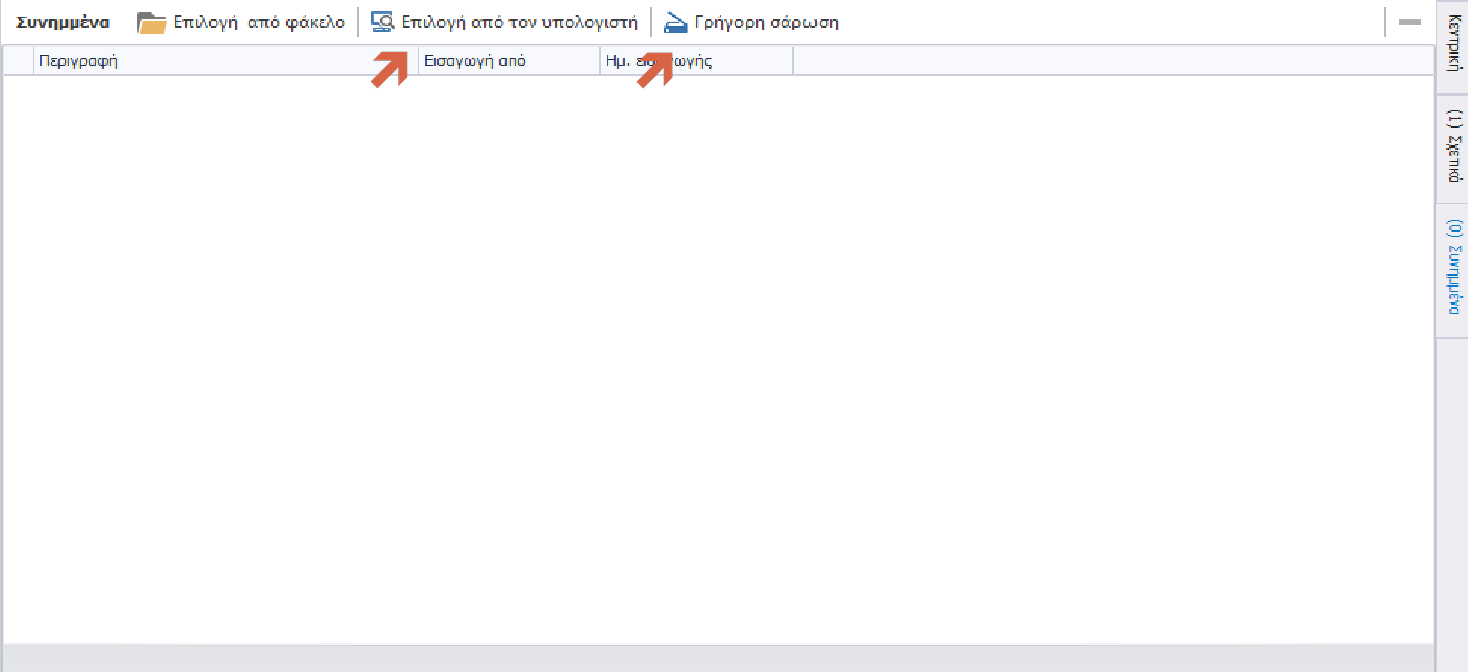 Συνημμένα Επιλογή από φάκελο Επιλογή από τον υπολογιστή Γρήγορη σάρωση
Περιγραφή Εισαγωγή από Ημ. εισαγωγής
Κεντρική
(1) Σχετικά
(0) Συνημμένα